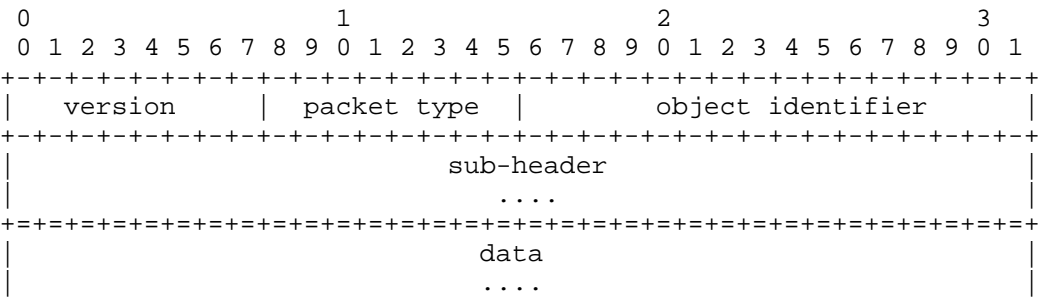 0                   1                   2                   3
 0 1 2 3 4 5 6 7 8 9 0 1 2 3 4 5 6 7 8 9 0 1 2 3 4 5 6 7 8 9 0 1
+-+-+-+-+-+-+-+-+-+-+-+-+-+-+-+-+-+-+-+-+-+-+-+-+-+-+-+-+-+-+-+-+
|   version     |  packet type  |        object identifier      |
+-+-+-+-+-+-+-+-+-+-+-+-+-+-+-+-+-+-+-+-+-+-+-+-+-+-+-+-+-+-+-+-+
|                           sub-header                          |
|                              ....                             |
+=+=+=+=+=+=+=+=+=+=+=+=+=+=+=+=+=+=+=+=+=+=+=+=+=+=+=+=+=+=+=+=+
|                             data                              |
|                             ....                              |